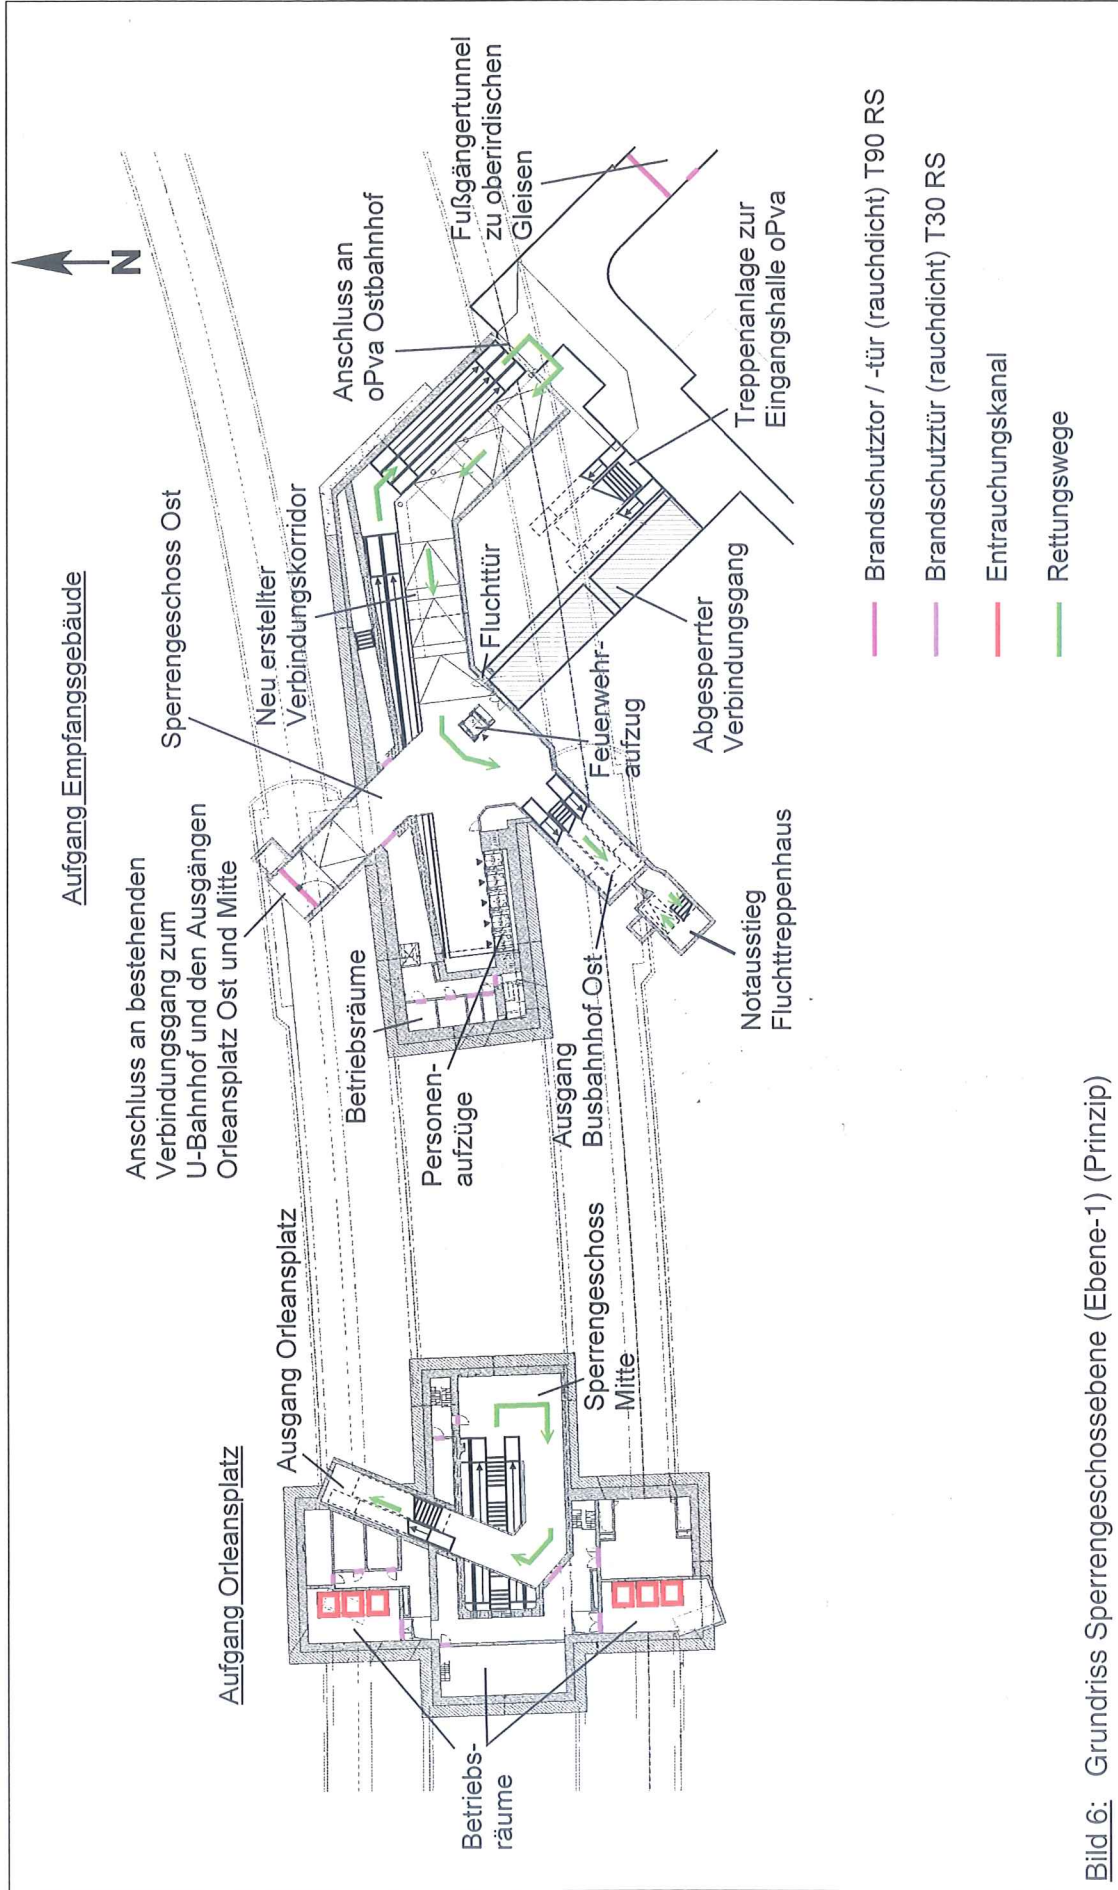 Aufgang Empfangsgebäude
Aufgang Orleansplatz
N
Anschluss an bestehenden
Verbindungsgang zum
U-Bahnhof und den Ausgängen
Orleansplatz Ost und Mitte
Sperrengeschoss Ost
Neu erstellter
Verbindungskorridor
Anschluss an
oPva Ostbahnhof
Fußgängertunnel
zu oberirdischen
Gleisen
Ausgang Orleansplatz
Betriebsräume
Personen-
aufzüge
Fluchttür
Feuerwehr-
aufzug
Treppenanlage zur
Eingangshalle oPva
Betriebs-
räume
Sperrengeschoss
Mitte
Ausgang
Busbahnhof Ost
Abgesperrter
Verbindungsgang
Notausstieg
Fluchttreppenhaus
Brandschutztor / -tür (rauchdicht) T90 RS
Brandschutztür (rauchdicht) T30 RS
Entrauchungskanal
Rettungswege
Bild 6: Grundriss Sperrengeschossebene (Ebene-1) (Prinzip)